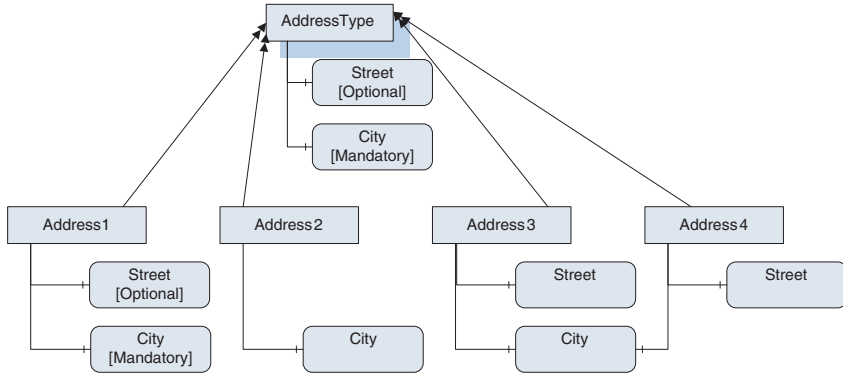 AddressType
Street
[Optional]
City
[Mandatory]
Address1
Address2
Address3
Address4
Street
[Optional]
Street
Street
City
[Mandatory]
City
City